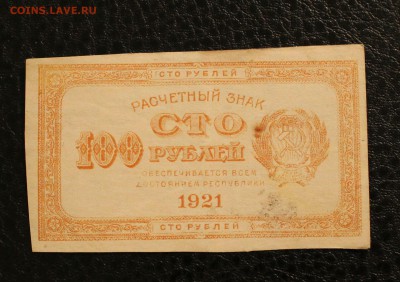 COINS.LAVE.RU
СТО РУБЛЕЙ
РАСЧЕТНЫЙ ЗНАК
100 СТО РУБЛЕЙ
ОБЕСПЕЧИВАЕТСЯ ВСЕМ
ДОСТОЯНИЕМ РЕСПУБЛИКИ
1921
СТО РУБЛЕЙ